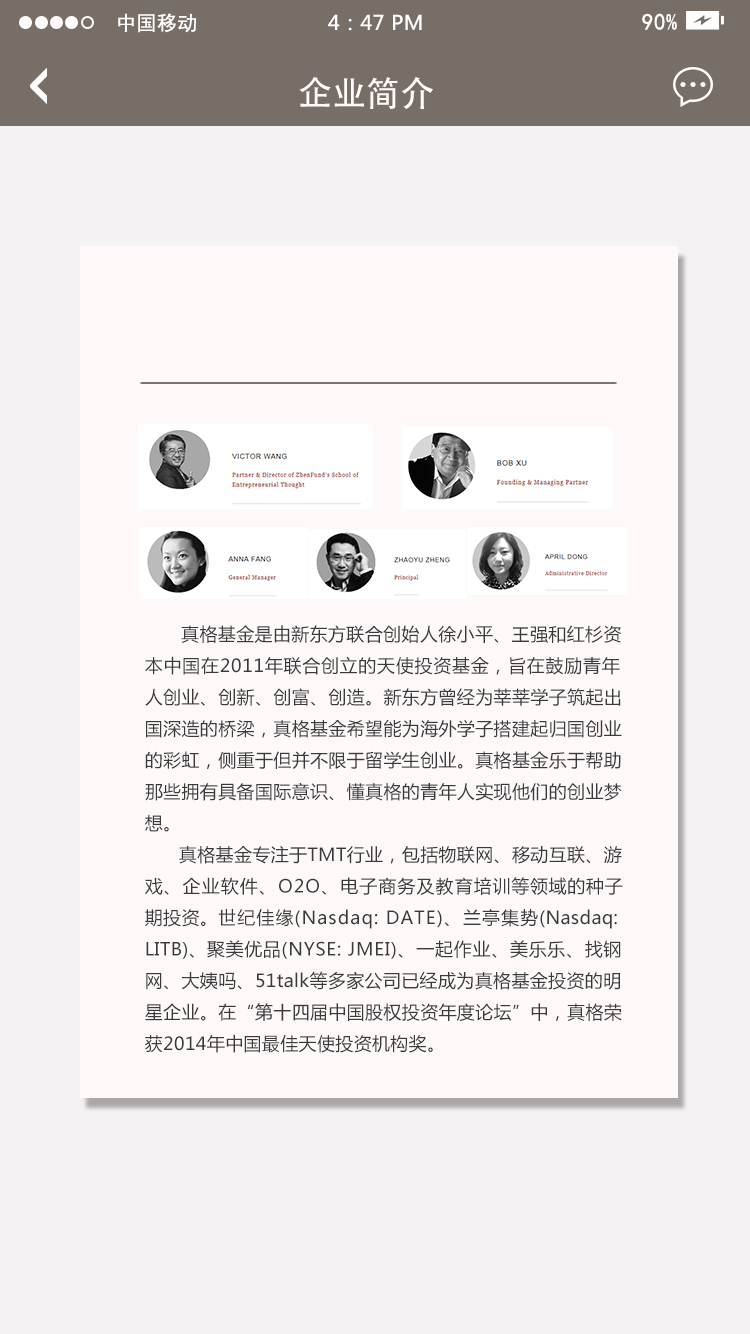 中国移动 4：47 PM 90%
企业简介
VICTOR WANG
Partner & Director of ZhenFund's School of
Entrepreneurial Thought
BOB XU
Founding & Managing Partner
ANNA FANG
General Manager
ZHAOYU ZHENG
Principal
APRIL DONG
Administrative Director
真格基金是由新东方联合创始人徐小平、王强和红杉资
本中国在2011年联合创立的天使投资基金，旨在鼓励青年
人创业、创新、创富、创造。新东方曾经为莘莘学子筑起出
国深造的桥梁，真格基金希望能为海外学子搭建起归国创业
的彩虹，侧重于但并不限于留学生创业。真格基金乐于帮助
那些拥有具备国际意识、懂真格的青年人实现他们的创业梦
想。
真格基金专注于TMT行业，包括物联网、移动互联、游
戏、企业软件、O2O、电子商务及教育培训等领域的种子
期投资。世纪佳缘(Nasdaq: DATE)、兰亭集势(Nasdaq:
LITB)、聚美优品(NYSE: JMEI)、一起作业、美乐乐、找钢
网、大姨吗、51talk等多家公司已经成为真格基金投资的明
星企业。在“第十四届中国股权投资年度论坛”中，真格荣
获2014年中国最佳天使投资机构奖。